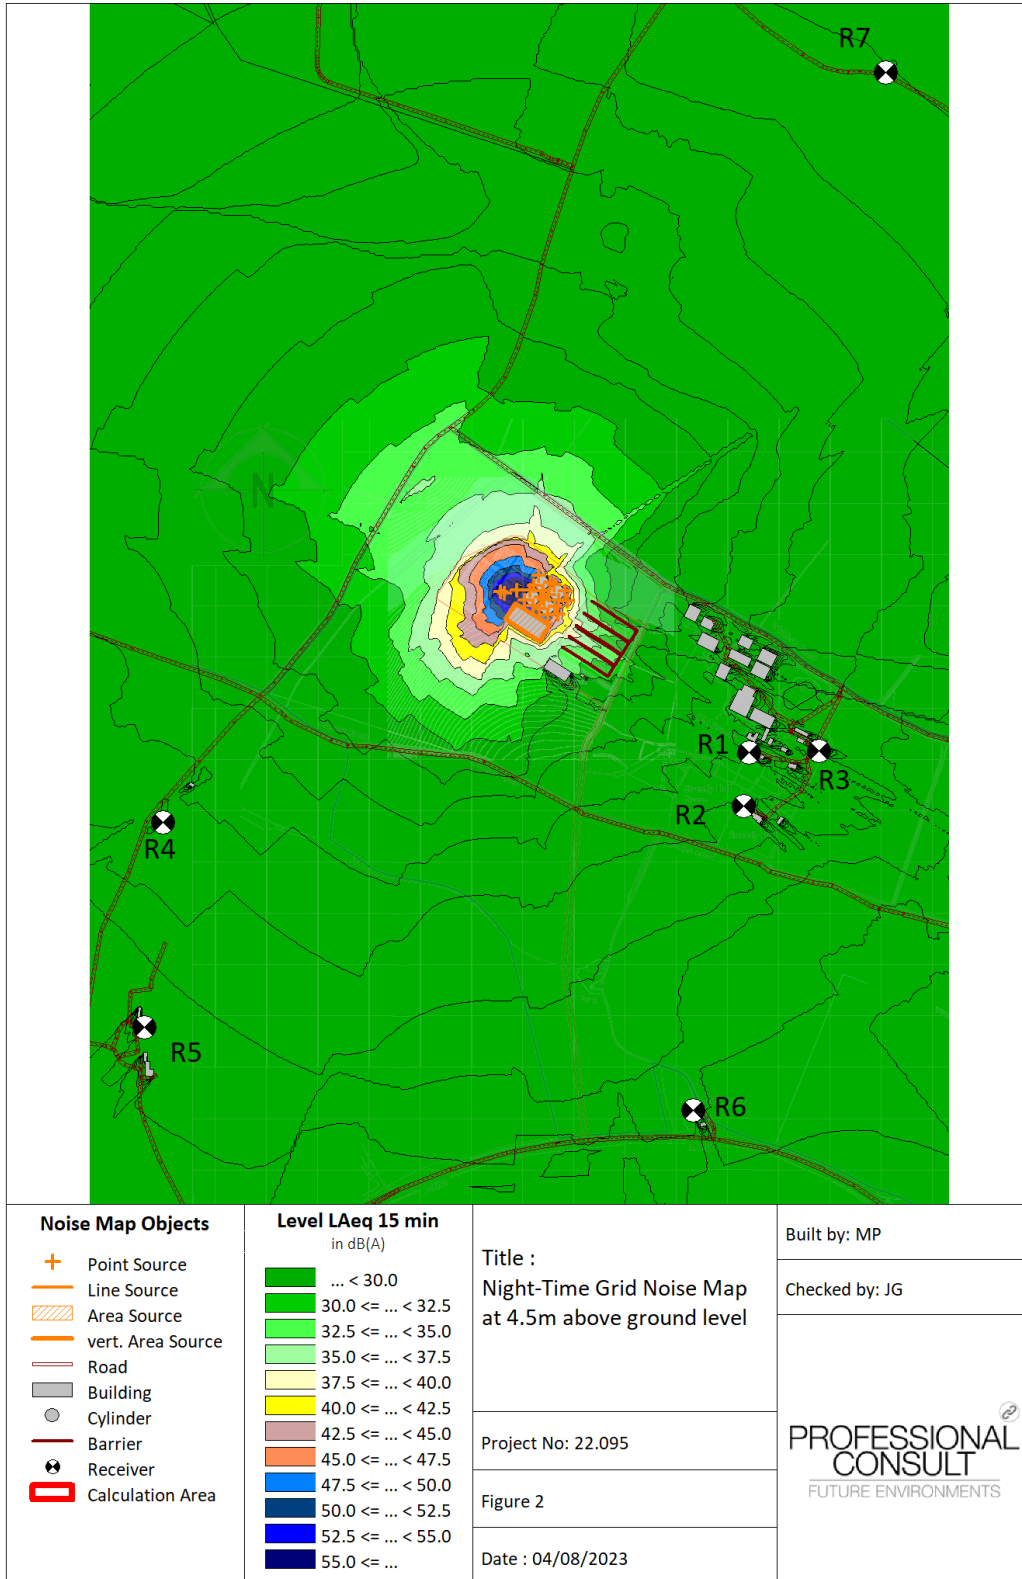 R7
N
R1
R3
R2
R4
R5
R6
Noise Map Objects
Point Source
Line Source
Area Source
vert. Area Source
Road
Building
Cylinder
Barrier
Receiver
Calculation Area
Level LAeq 15 min
in dB(A)
... < 30.0
30.0 <= ... < 32.5
32.5 <= ... < 35.0
35.0 <= ... < 37.5
37.5 <= ... < 40.0
40.0 <= ... < 42.5
42.5 <= ... < 45.0
45.0 <= ... < 47.5
47.5 <= ... < 50.0
50.0 <= ... < 52.5
52.5 <= ... < 55.0
55.0 <= ...
Title :
Night-Time Grid Noise Map
at 4.5m above ground level
Project No: 22.095
Figure 2
Date : 04/08/2023
Built by: MP
Checked by: JG
PROFESSIONAL
CONSULT
FUTURE ENVIRONMENTS